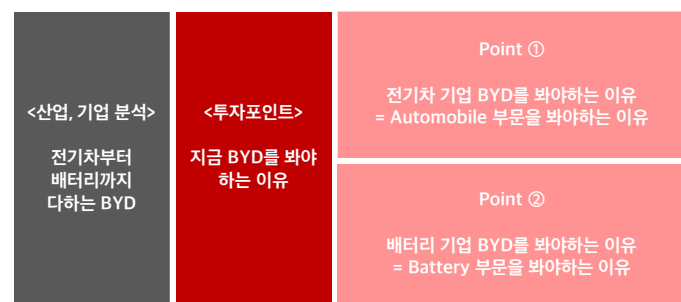 <산업, 기업 분석>
전기차부터
배터리까지
다하는 BYD
<투자포인트>
지금 BYD를 봐야
하는 이유
Point ①
전기차 기업 BYD를 봐야하는 이유
= Automobile 부문을 봐야하는 이유
Point ②
배터리 기업 BYD를 봐야하는 이유
= Battery 부문을 봐야하는 이유